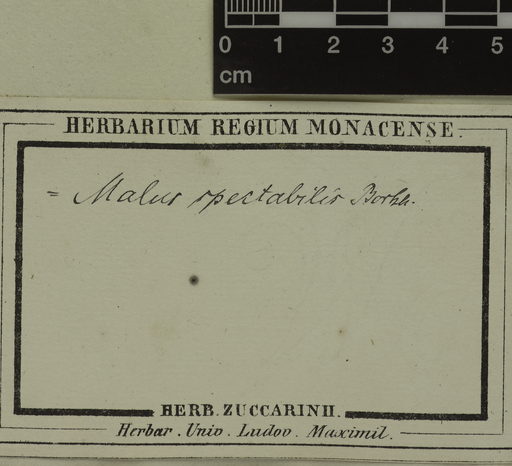 0 1 2 3 4 5
cm
HERBARIUM REGIUM MONACENSE.
= Malus spectabilis Borkh.
HERB. ZUCCARINII.
Herbar. Univ. Ludov. Maximil.